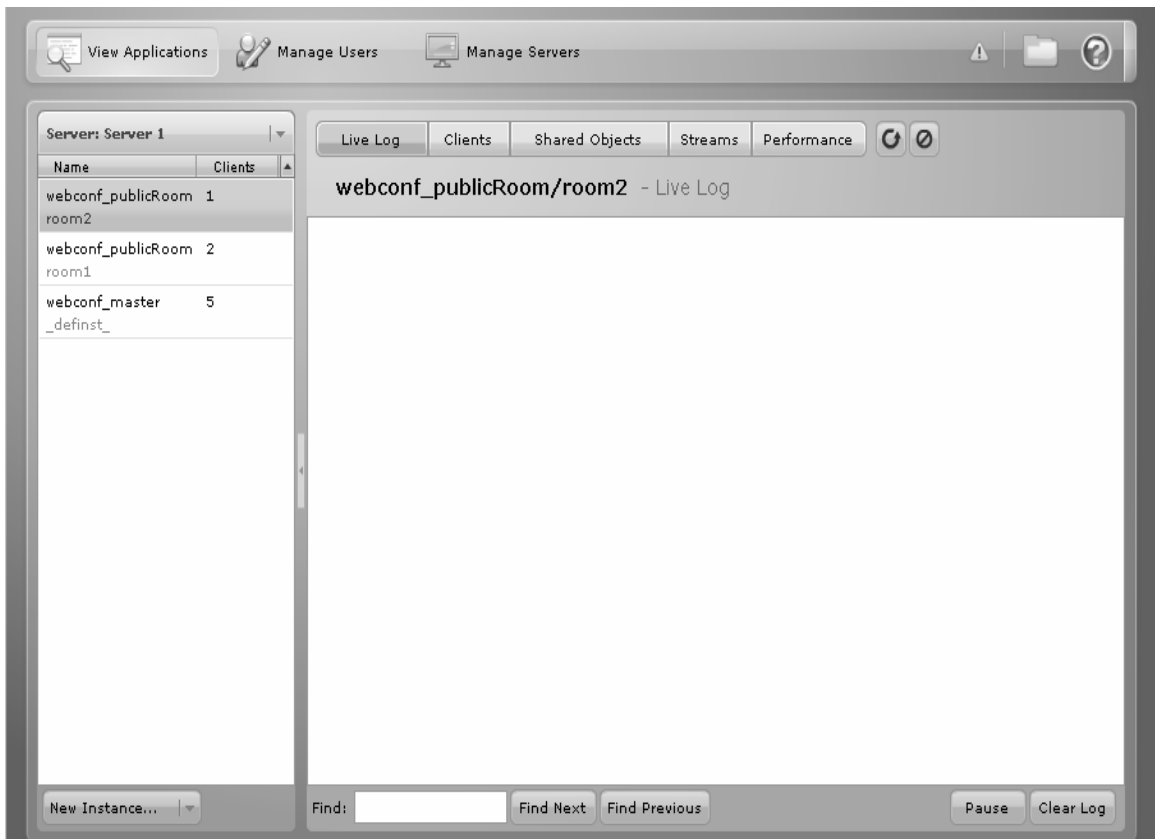 View Applications Manage Users Manage Servers
Server: Server 1
Live Log Clients Shared Objects Streams Performance
Name Clients
webconf_publicRoom 1
room2
webconf_publicRoom/room2 - Live Log
webconf_publicRoom 2
room1
webconf_master 5
_definst_
New Instance... Find: Find Next Find Previous Pause Clear Log